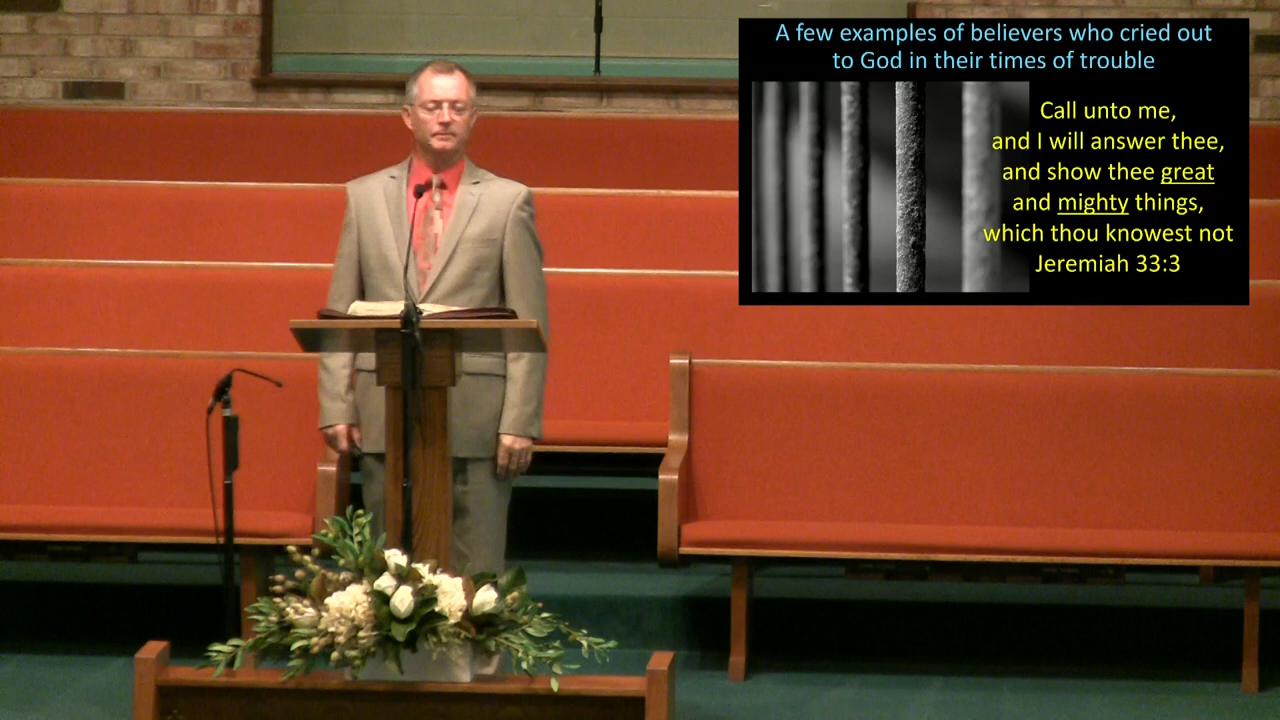 A few examples of believers who cried out
to God in their times of trouble
Call unto me,
and I will answer thee,
and show thee great
and mighty things,
which thou knowest not
Jeremiah 33:3